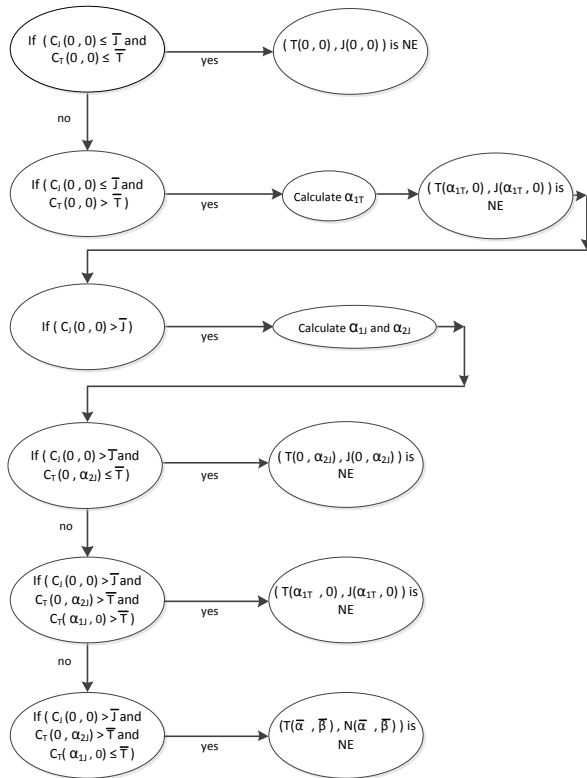 If ( C_J (0, 0) ≤ J̅ and
C_T (0, 0) ≤ T̅
yes
( T(0 , 0) , J(0 , 0) ) is NE
no
If ( C_J (0, 0) ≤ J̅ and
C_T (0, 0) > T̅ )
yes
Calculate α_1T
( T(α_1T, 0) , J(α_1T , 0) ) is
NE
If ( C_J (0, 0) > J̅ )
yes
Calculate α_1J and α_2J
If ( C_J (0, 0) > J̅ and
C_T (0 , α_2J) ≤ T̅ )
yes
( T(0 , α_2J) , J(0 , α_2J) ) is
NE
no
If ( C_J (0, 0) > J̅ and
C_T (0 , α_2J) > T̅ and
C_T( α_1J , 0) > T̅ )
yes
( T(α_1T , 0) , J(α_1T , 0) ) is
NE
no
If ( C_J (0, 0) > J̅ and
C_T (0 , α_2J) > T̅ and
C_T( α_1J , 0) ≤ T̅ )
yes
(T(α̅ , β̅) , N(α̅ , β̅) ) is
NE